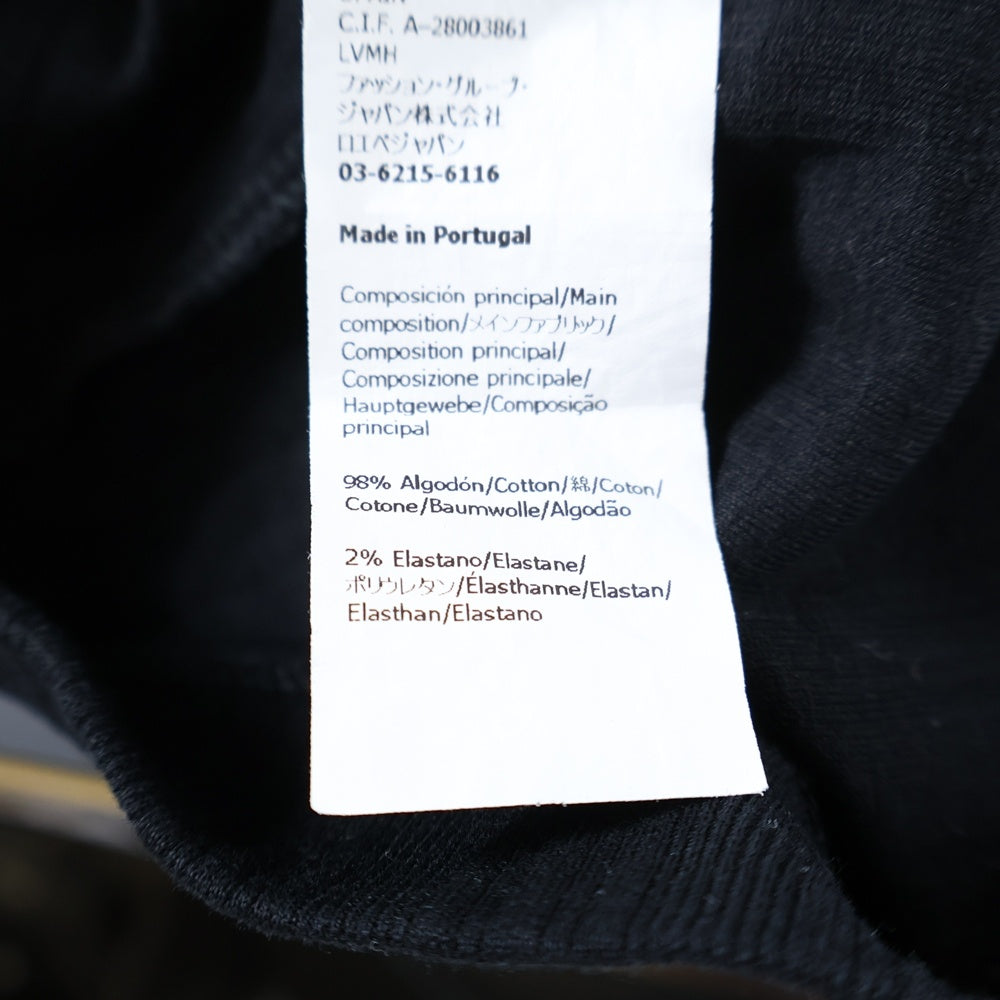 SPAIN
C.I.F. A-28003861
LVMH
ファッション・グループ・
ジャパン株式会社
ロエベジャパン
03-6215-6116
Made in Portugal
Composición principal/Main
composition/メインファブリック/
Composition principal/
Composizione principale/
Hauptgewebe/Composição
principal
98% Algodón/Cotton/綿/Coton/
Cotone/Baumwolle/Algodão
2% Elastano/Elastane/
ポリウレタン/Élasthanne/Elastan/
Elasthan/Elastano